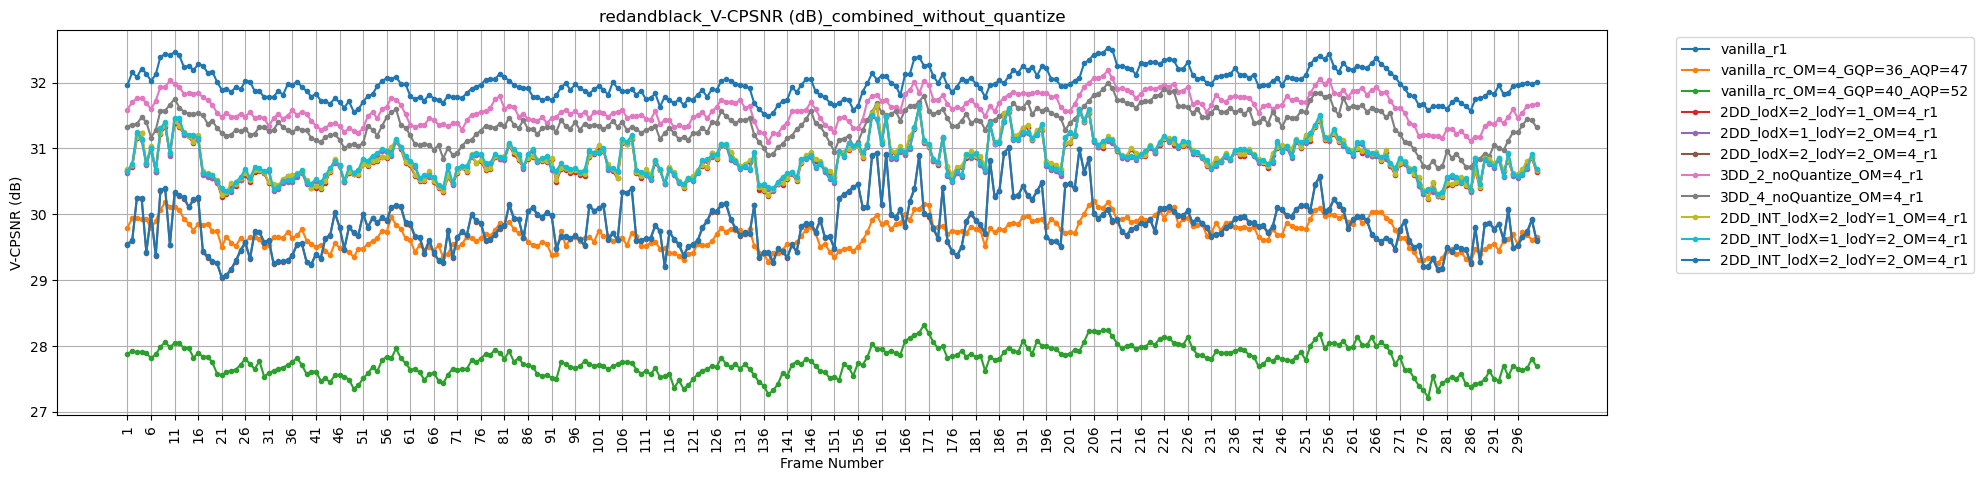 redandblack_V-CPSNR (dB)_combined_without_quantize
V-CPSNR (dB)
32
31
30
29
28
27
1 6 11 16 21 26 31 36 41 46 51 56 61 66 71 76 81 86 91 96 101 106 111 116 121 126 131 136 141 146 151 156 161 166 171 176 181 186 191 196 201 206 211 216 221 226 231 236 241 246 251 256 261 266 271 276 281 286 291 296
Frame Number
vanilla_r1
vanilla_rc_OM=4_GQP=36_AQP=47
vanilla_rc_OM=4_GQP=40_AQP=52
2DD_lodX=2_lodY=1_OM=4_r1
2DD_lodX=1_lodY=2_OM=4_r1
2DD_lodX=2_lodY=2_OM=4_r1
3DD_2_noQuantize_OM=4_r1
3DD_4_noQuantize_OM=4_r1
2DD_INT_lodX=2_lodY=1_OM=4_r1
2DD_INT_lodX=1_lodY=2_OM=4_r1
2DD_INT_lodX=2_lodY=2_OM=4_r1